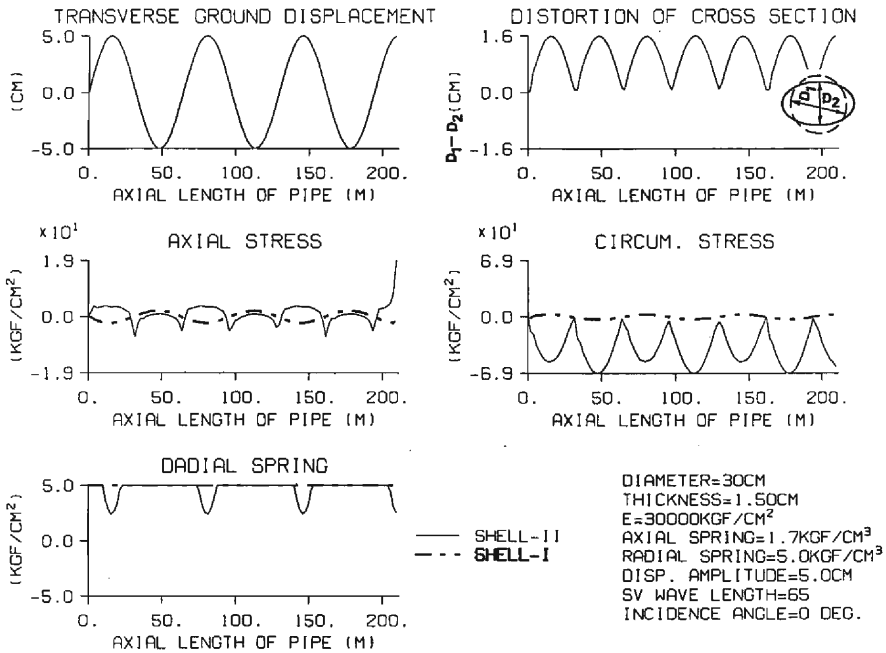 TRANSVERSE GROUND DISPLACEMENT
5.0
0.0
-5.0
(CM)
0. 50. 100. 150. 200.
AXIAL LENGTH OF PIPE (M)
DISTORTION OF CROSS SECTION
1.6
0.0
-1.6
D1-D2(CM)
D1
D2
0. 50. 100. 150. 200.
AXIAL LENGTH OF PIPE (M)
×10¹
AXIAL STRESS
1.9
0.0
-1.9
(KGF/CM²)
0. 50. 100. 150. 200.
AXIAL LENGTH OF PIPE (M)
×10¹
CIRCUM. STRESS
6.9
0.0
-6.9
(KGF/CM²)
0. 50. 100. 150. 200.
AXIAL LENGTH OF PIPE (M)
DADIAL SPRING
5.0
0.0
-5.0
(KGF/CM²)
0. 50. 100. 150. 200.
AXIAL LENGTH OF PIPE (M)
SHELL-II
SHELL-I
DIAMETER=30CM
THICKNESS=1.50CM
E=30000KGF/CM²
AXIAL SPRING=1.7KGF/CM³
RADIAL SPRING=5.0KGF/CM³
DISP. AMPLITUDE=5.0CM
SV WAVE LENGTH=65
INCIDENCE ANGLE=0 DEG.